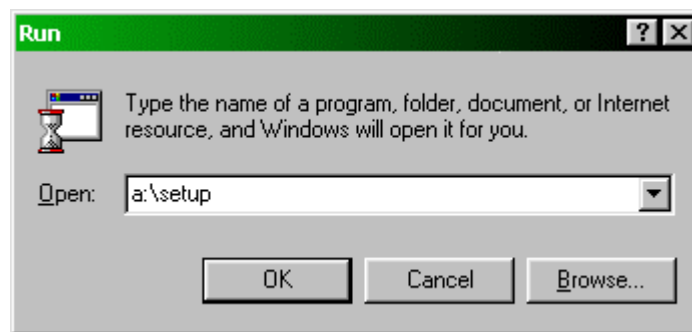 Run
Type the name of a program, folder, document, or Internet
resource, and Windows will open it for you.
Open: a:\setup
OK Cancel Browse...